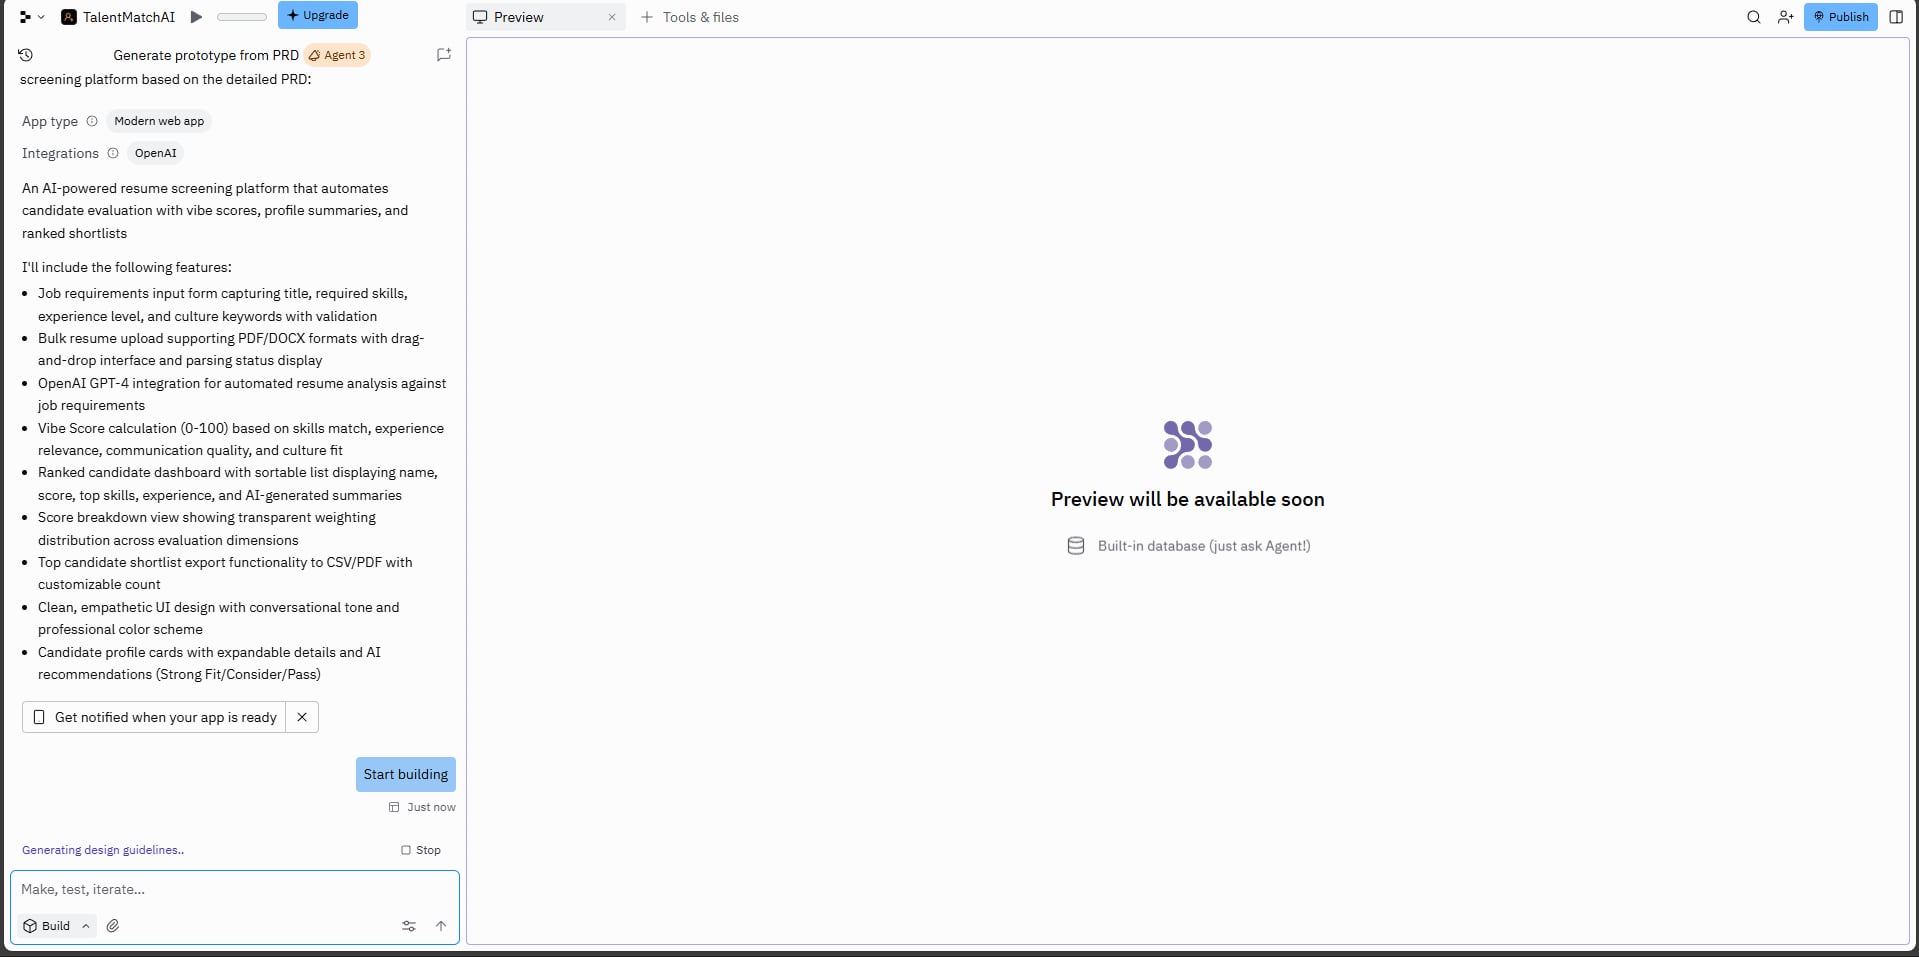 TalentMatchAI
Upgrade
Preview
Tools & files
Publish
Generate prototype from PRD
Agent 3
screening platform based on the detailed PRD:
App type
Modern web app
Integrations
OpenAI
An AI-powered resume screening platform that automates
candidate evaluation with vibe scores, profile summaries, and
ranked shortlists
I'll include the following features:
• Job requirements input form capturing title, required skills,
experience level, and culture keywords with validation
• Bulk resume upload supporting PDF/DOCX formats with drag-
and-drop interface and parsing status display
• OpenAI GPT-4 integration for automated resume analysis against
job requirements
• Vibe Score calculation (0-100) based on skills match, experience
relevance, communication quality, and culture fit
• Ranked candidate dashboard with sortable list displaying name,
score, top skills, experience, and AI-generated summaries
• Score breakdown view showing transparent weighting
distribution across evaluation dimensions
• Top candidate shortlist export functionality to CSV/PDF with
customizable count
• Clean, empathetic UI design with conversational tone and
professional color scheme
• Candidate profile cards with expandable details and AI
recommendations (Strong Fit/Consider/Pass)
Get notified when your app is ready
Start building
Just now
Generating design guidelines..
Stop
Make, test, iterate...
Build
Preview will be available soon
Built-in database (just ask Agent!)